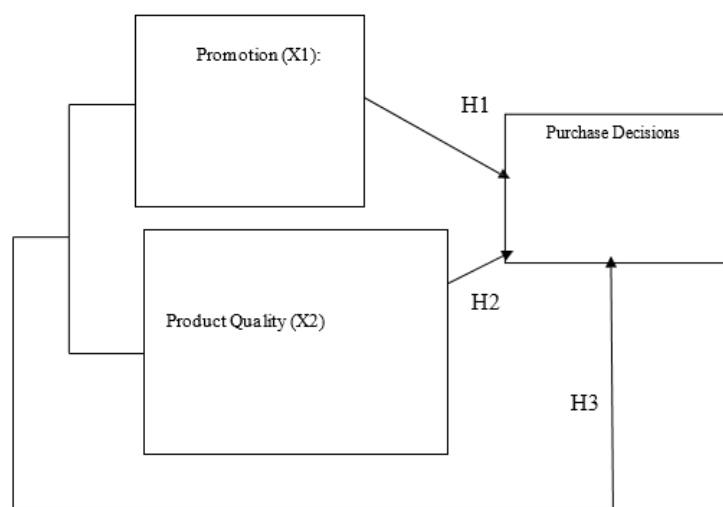 Promotion (X1):
H1
Purchase Decisions
Product Quality (X2)
H2
H3